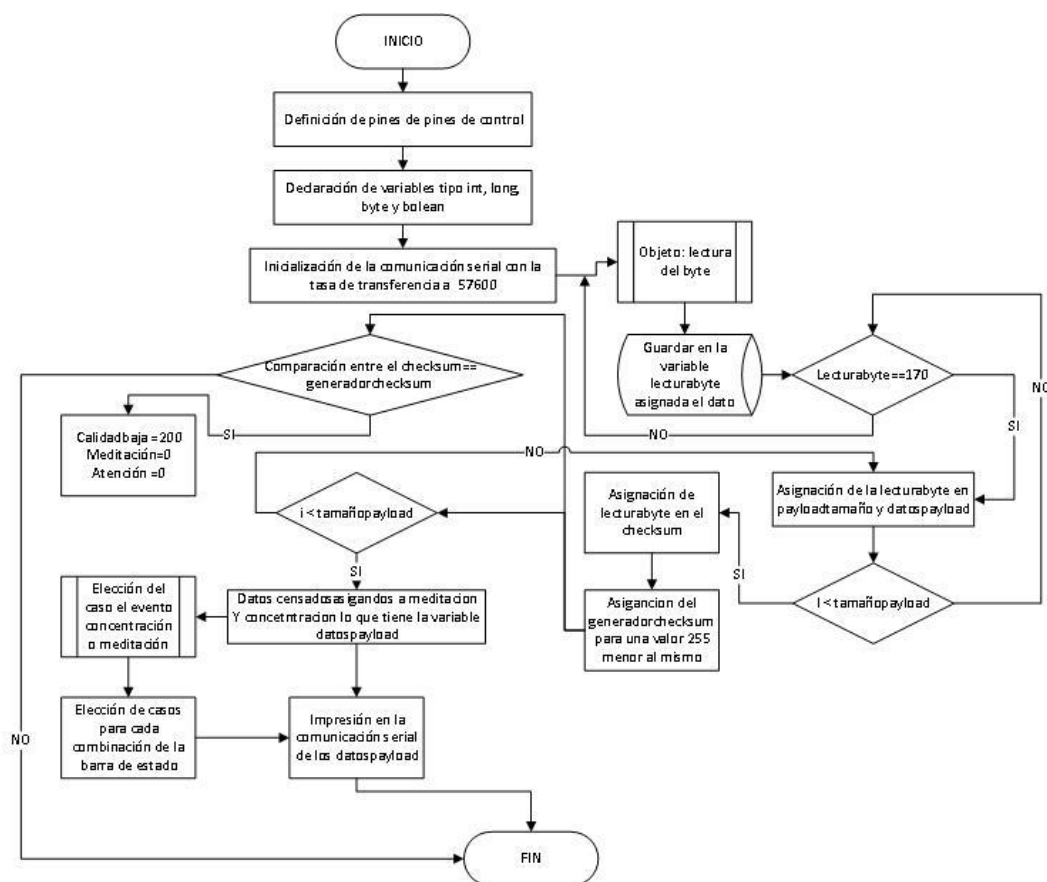 INICIO
Definición de pines de pines de control
Declaración de variables tipo int, long,
byte y bolean
Inicialización de la comunicación serial con la
tasa de transferencia a 57600
Objeto: lectura
del byte
Guardar en la
variable
lecturabyte
asignada el dato
Lecturabyte==170
NO
SI
NO
Comparación entre el checksum==
generadorchecksum
SI
Calidadbaja =200
Meditación=0
Atención =0
NO
i < tamañopayload
SI
Asignación de
lecturabyte en el
checksum
Asignación de la lecturabyte en
payloadtamaño y datospayload
SI
I < tamañopayload
Asigancion del
generadorchecksum
para una valor 255
menor al mismo
Datos censadosasigandos a meditacion
Y concetntracion lo que tiene la variable
datospayload
Elección del
caso el evento
concentración
o meditación
Elección de casos
para cada
combinación de la
barra de estado
Impresión en la
comunicación serial
de los datospayload
NO
FIN